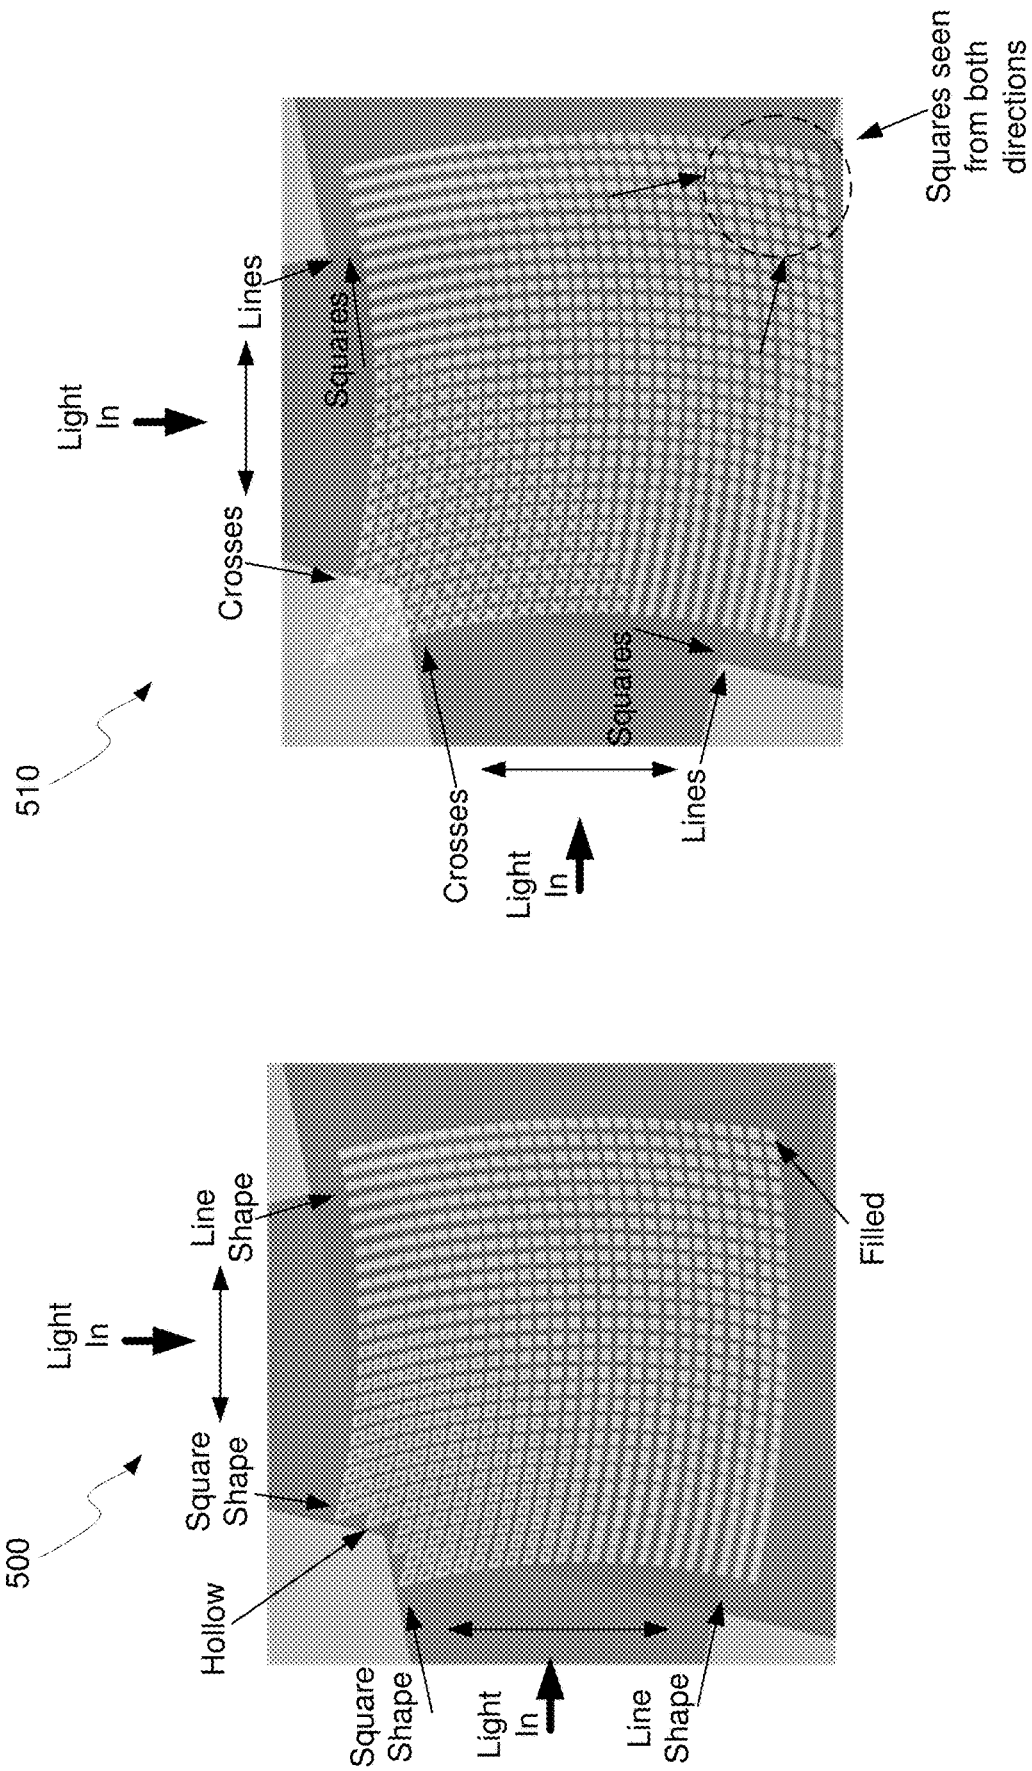 500
Light
In
Square
Shape
Line
Shape
Hollow
Square
Shape
Light
In
Line
Shape
Filled
510
Light
In
Crosses
Lines
Squares
Crosses
Light
In
Squares
Lines
Squares seen
from both
directions